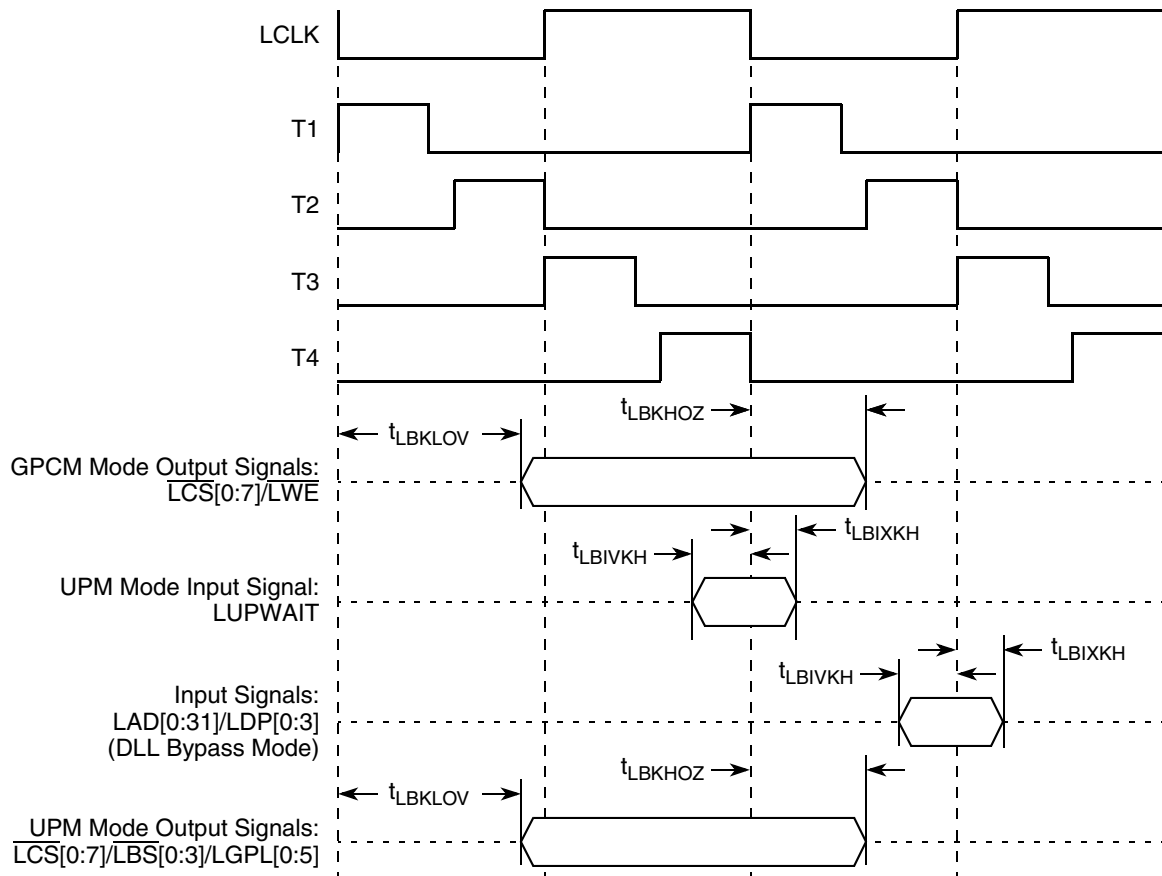 LCLK
T1
T2
T3
T4
tLBKHOZ
tLBKLOV
GPCM Mode Output Signals:
LCS[0:7]/LWE
tLBIXKH
tLBIVKH
UPM Mode Input Signal:
LUPWAIT
tLBIXKH
tLBIVKH
Input Signals:
LAD[0:31]/LDP[0:3]
(DLL Bypass Mode)
tLBKHOZ
tLBKLOV
UPM Mode Output Signals:
LCS[0:7]/LBS[0:3]/LGPL[0:5]